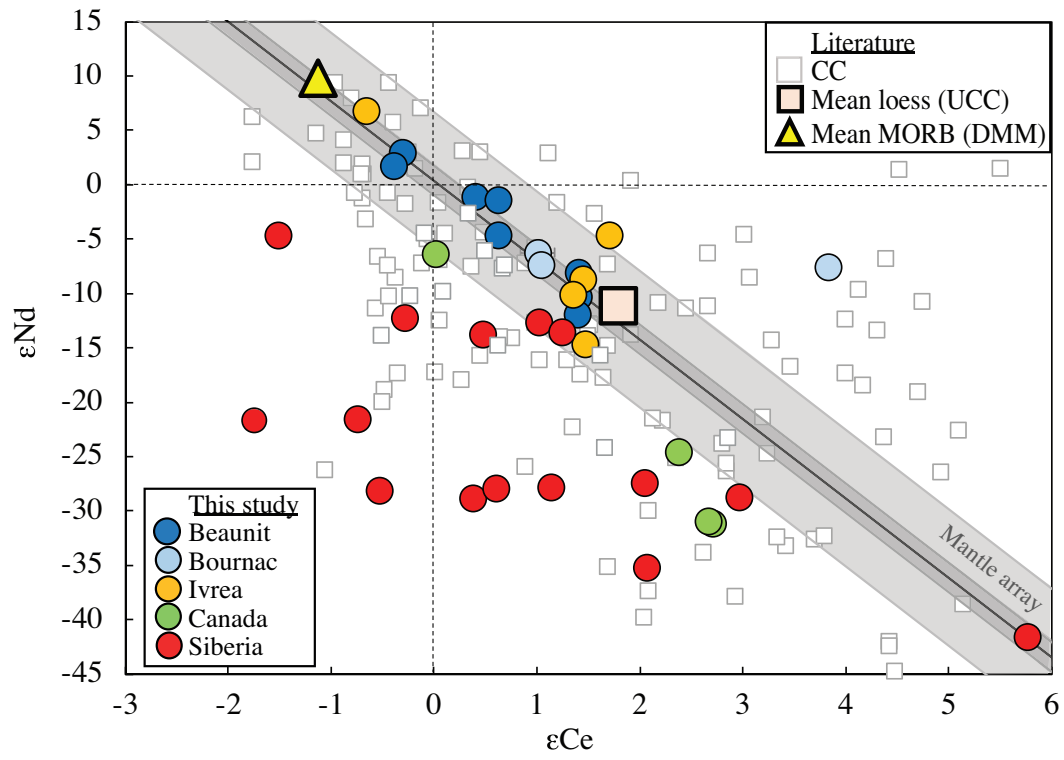 15
10
5
0
-5
-10
-15
-20
-25
-30
-35
-40
-45
εNd
Literature
CC
Mean loess (UCC)
Mean MORB (DMM)
This study
Beaunit
Bournac
Ivrea
Canada
Siberia
Mantle array
-3
-2
-1
0
1
2
3
4
5
6
εCe